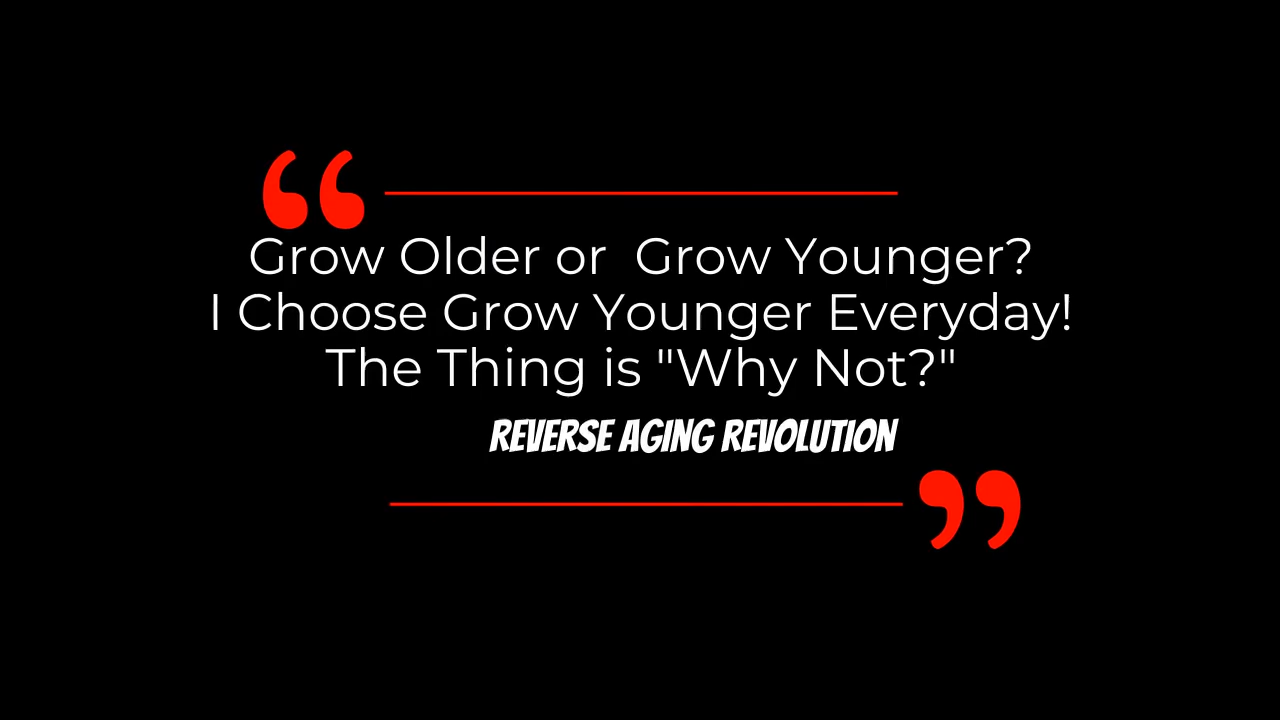 Grow Older or  Grow Younger?
I Choose Grow Younger Everyday!
The Thing is "Why Not?"
REVERSE AGING REVOLUTION